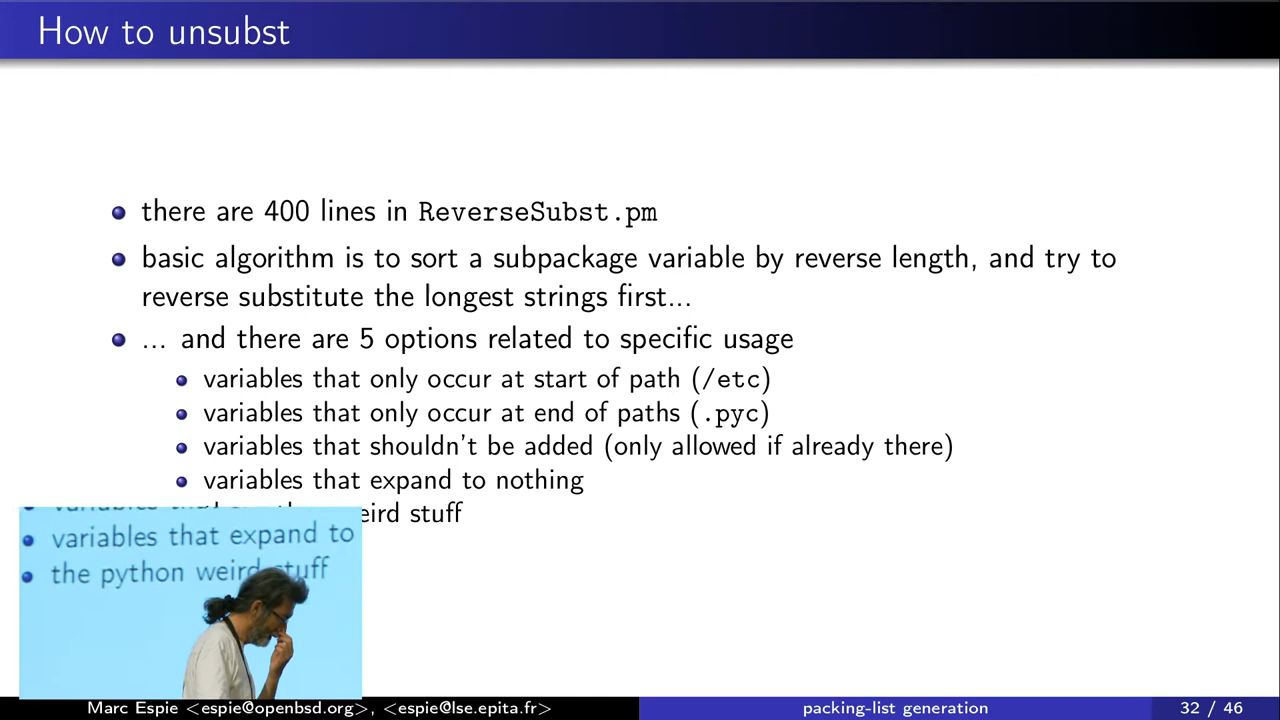 How to unsubst
there are 400 lines in ReverseSubst.pm
basic algorithm is to sort a subpackage variable by reverse length, and try to
reverse substitute the longest strings first...
... and there are 5 options related to specific usage
variables that only occur at start of path (/etc)
variables that only occur at end of paths (.pyc)
variables that shouldn't be added (only allowed if already there)
variables that expand to nothing
weird stuff
variables that expand to
the python weird stuff
Marc Espie <espie@openbsd.org>, <espie@lse.epita.fr>
packing-list generation
32 / 46